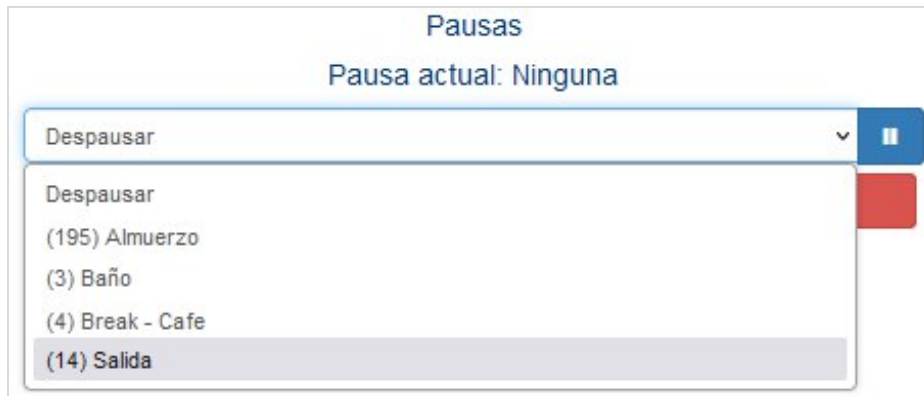 Pausas
Pausa actual: Ninguna
Despausar
Despausar
(195) Almuerzo
(3) Baño
(4) Break - Cafe
(14) Salida